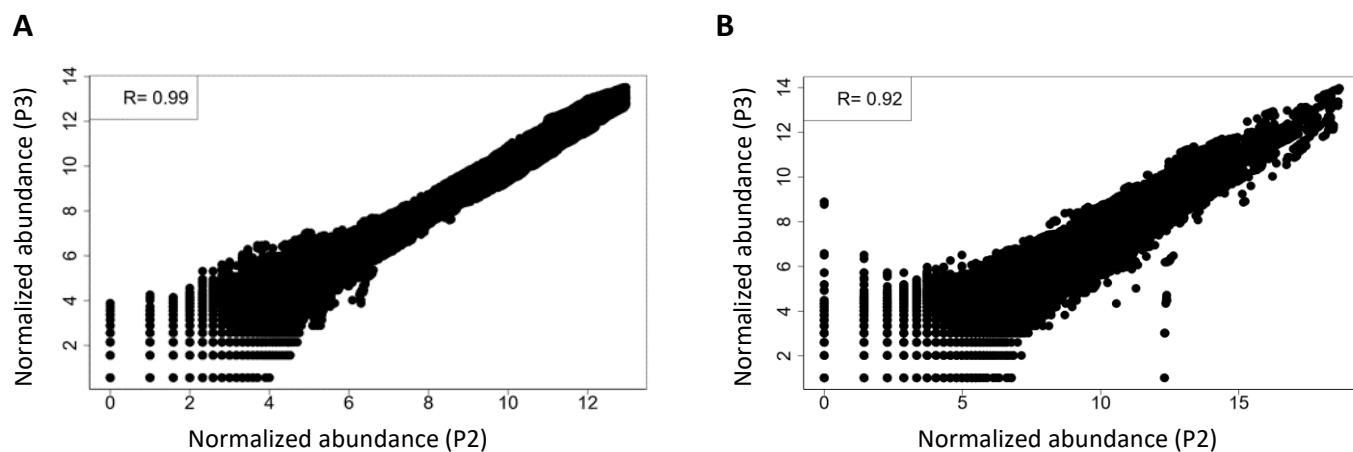 A
Normalized abundance (P3)
14
12
10
8
6
4
2
R= 0.99
0 2 4 6 8 10 12
Normalized abundance (P2)
B
Normalized abundance (P3)
14
12
10
8
6
4
2
R= 0.92
0 5 10 15
Normalized abundance (P2)